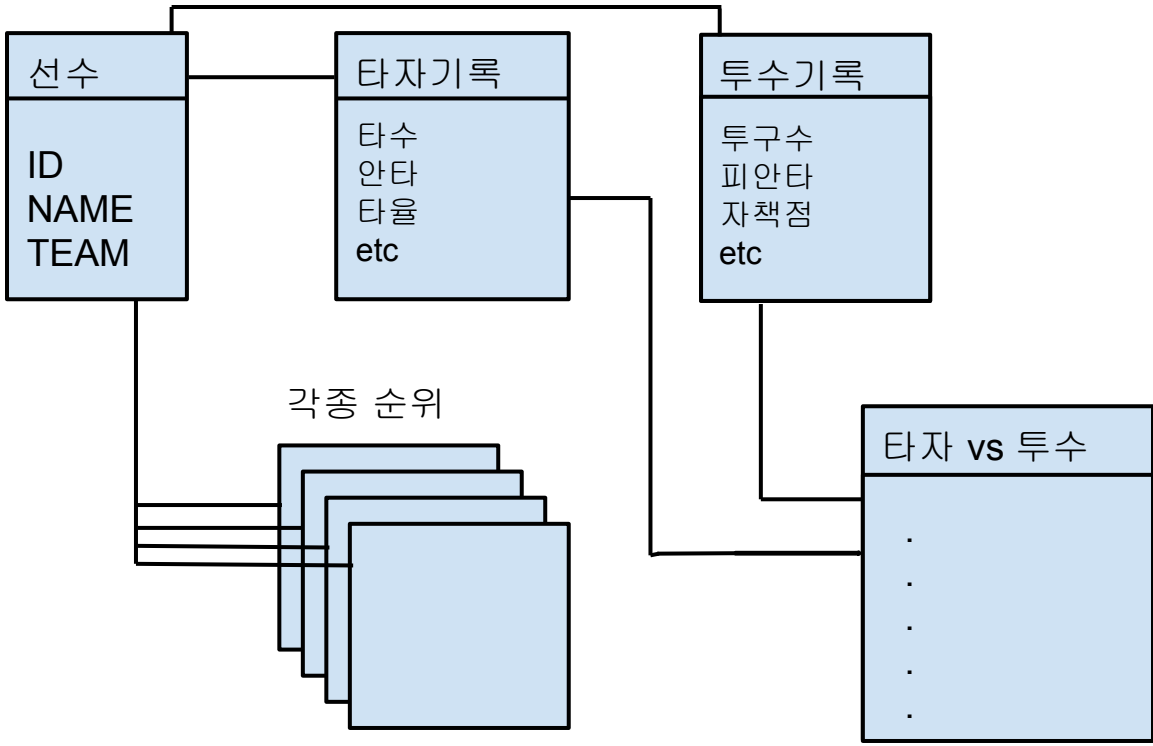 선수
ID
NAME
TEAM
타자기록
타수
안타
타율
etc
투수기록
투구수
피안타
자책점
etc
각종 순위
타자 vs 투수
.
.
.
.
.